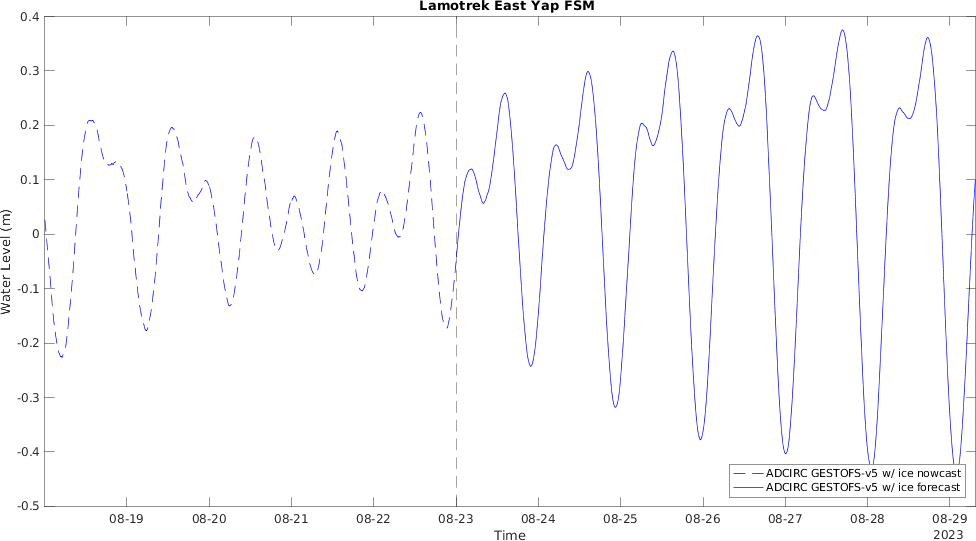 Lamotrek East Yap FSM
0.4
0.3
0.2
0.1
0
-0.1
-0.2
-0.3
-0.4
-0.5
Water Level (m)
ADCIRC GESTOFS-v5 w/ ice nowcast
ADCIRC GESTOFS-v5 w/ ice forecast
08-19 08-20 08-21 08-22 08-23 08-24 08-25 08-26 08-27 08-28 08-29
2023
Time